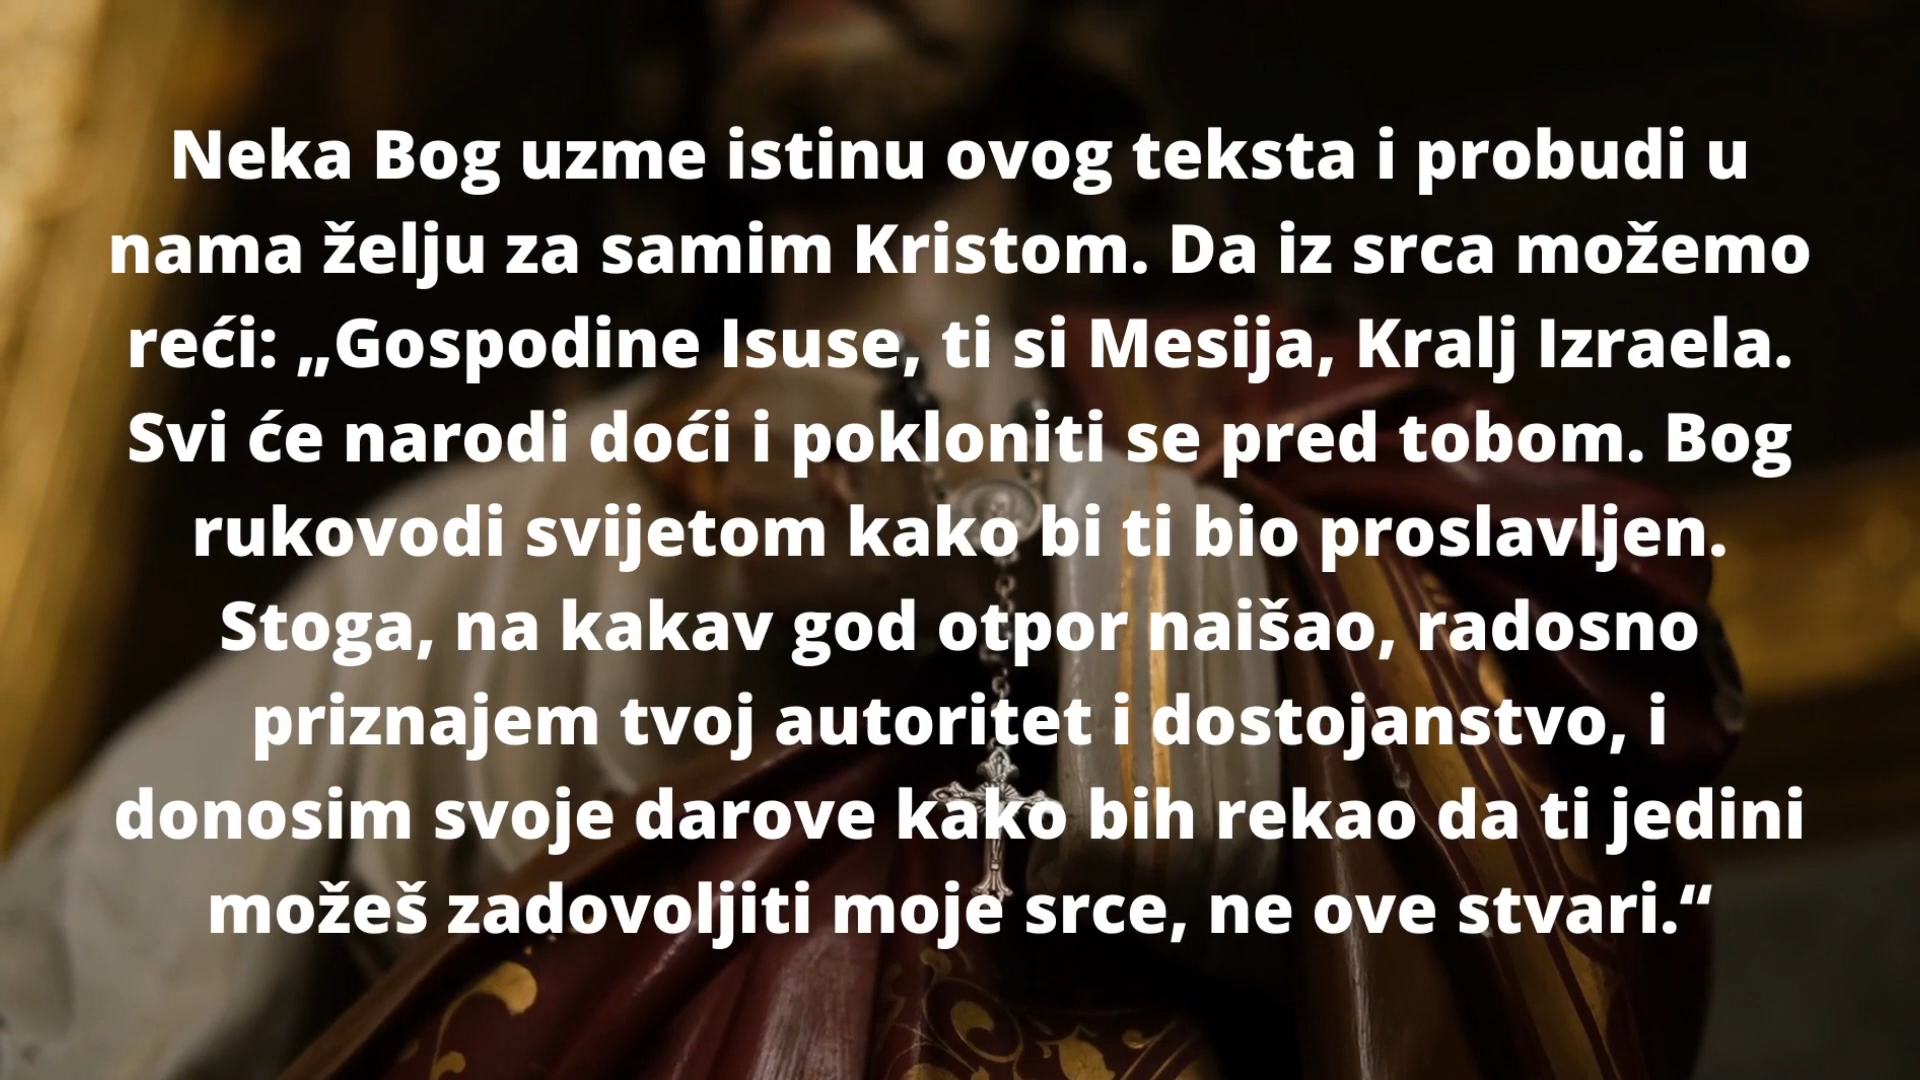 Neka Bog uzme istinu ovog teksta i probudi u
nama želju za samim Kristom. Da iz srca možemo
reći: „Gospodine Isuse, ti si Mesija, Kralj Izraela.
Svi će narodi doći i pokloniti se pred tobom. Bog
rukovodi svijetom kako bi ti bio proslavljen.
Stoga, na kakav god otpor naišao, radosno
priznajem tvoj autoritet i dostojanstvo, i
donosim svoje darove kako bih rekao da ti jedini
možeš zadovoljiti moje srce, ne ove stvari.“